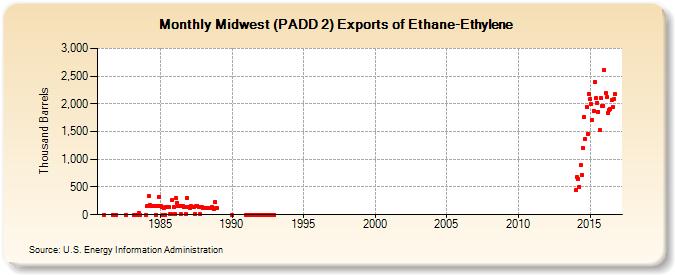 Monthly Midwest (PADD 2) Exports of Ethane-Ethylene
Thousand Barrels
3,000
2,500
2,000
1,500
1,000
500
0
1985 1990 1995 2000 2005 2010 2015
Source: U.S. Energy Information Administration